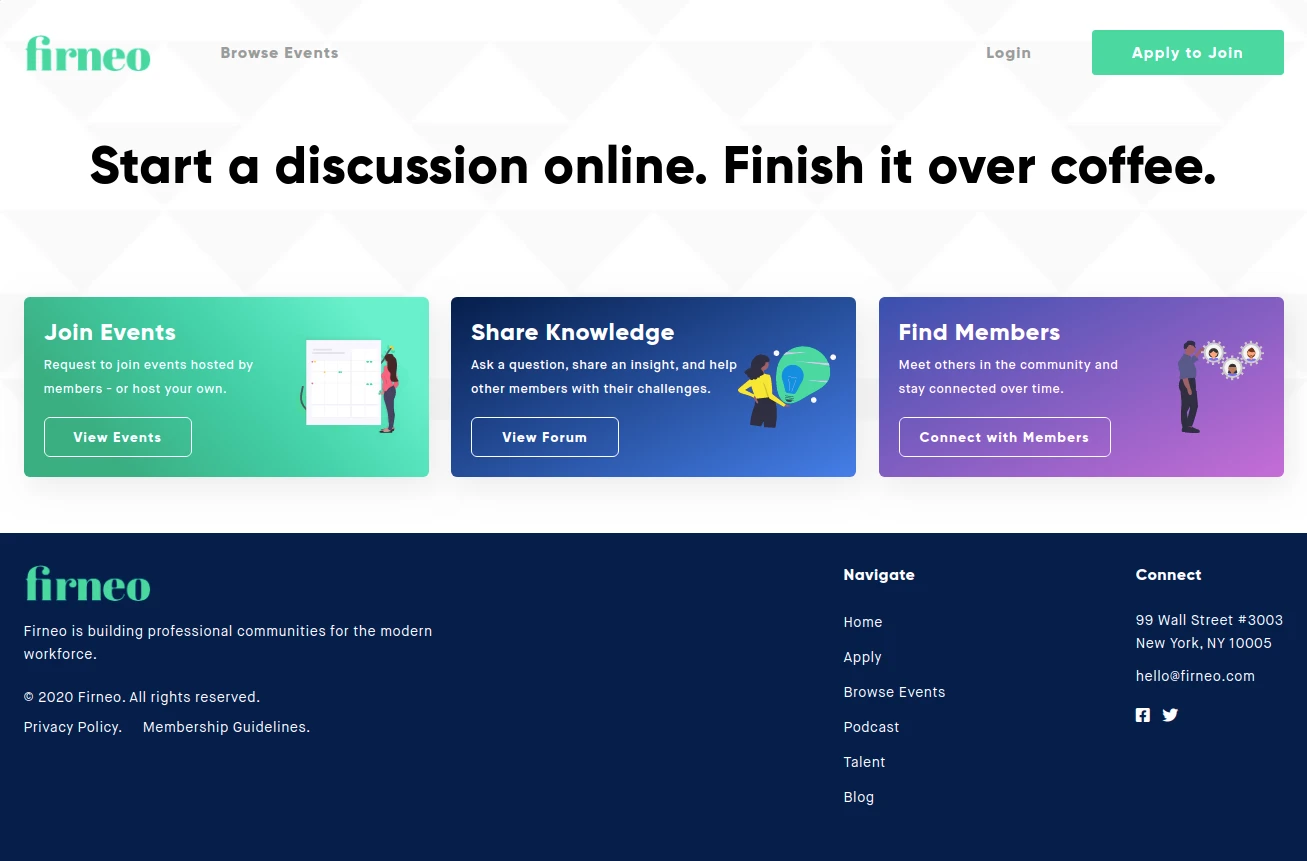 firneo
Browse Events
Login
Apply to Join
Start a discussion online. Finish it over coffee.
Join Events
Request to join events hosted by
members - or host your own.
View Events
Share Knowledge
Ask a question, share an insight, and help
other members with their challenges.
View Forum
Find Members
Meet others in the community and
stay connected over time.
Connect with Members
firneo
Firneo is building professional communities for the modern
workforce.
© 2020 Firneo. All rights reserved.
Privacy Policy.
Membership Guidelines.
Navigate
Home
Apply
Browse Events
Podcast
Talent
Blog
Connect
99 Wall Street #3003
New York, NY 10005
hello@firneo.com